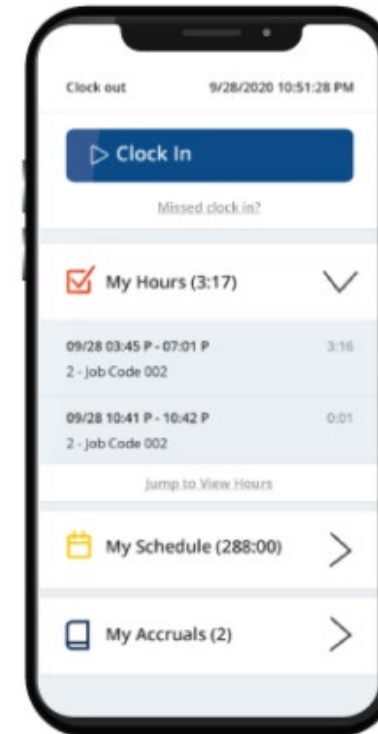 Clock out 9/28/2020 10:51:28 PM
Clock In
Missed clock in?
My Hours (3:17)
09/28 03:45 P - 07:01 P 3:16
2 - Job Code 002
09/28 10:41 P - 10:42 P 0:01
2 - Job Code 002
Jump to View Hours
My Schedule (288:00)
My Accruals (2)